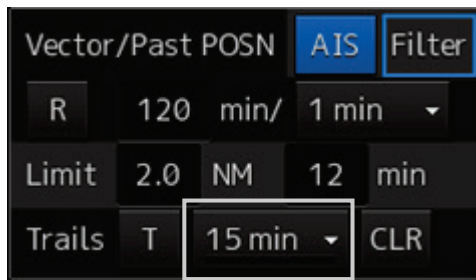 Vector/Past POSN AIS Filter
R 120 min/ 1 min
Limit 2.0 NM 12 min
Trails T 15 min CLR